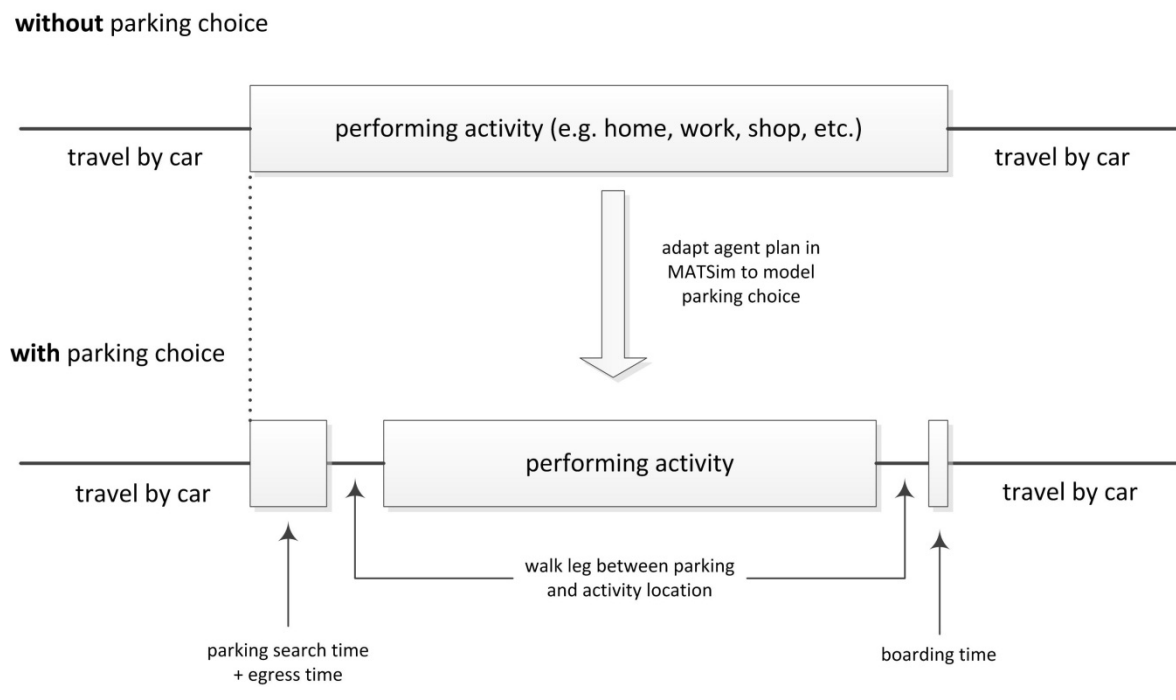 without parking choice
performing activity (e.g. home, work, shop, etc.)
travel by car
travel by car
adapt agent plan in
MATSim to model
parking choice
with parking choice
performing activity
travel by car
travel by car
walk leg between parking
and activity location
parking search time
+ egress time
boarding time